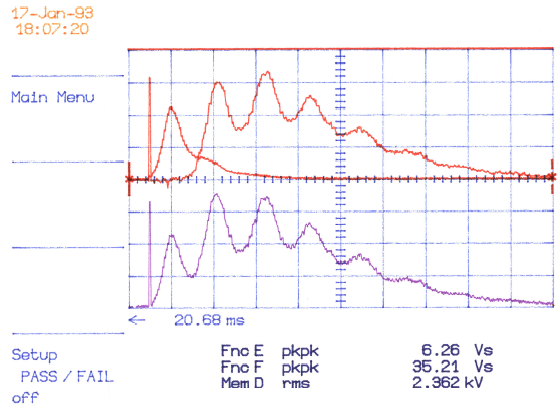 17-Jan-93
18:07:20
Main Menu
← 20.68 ms
Setup
PASS / FAIL
off
Fnc E pkpk 6.26 Vs
Fnc F pkpk 35.21 Vs
Mem D rms 2.362 kV